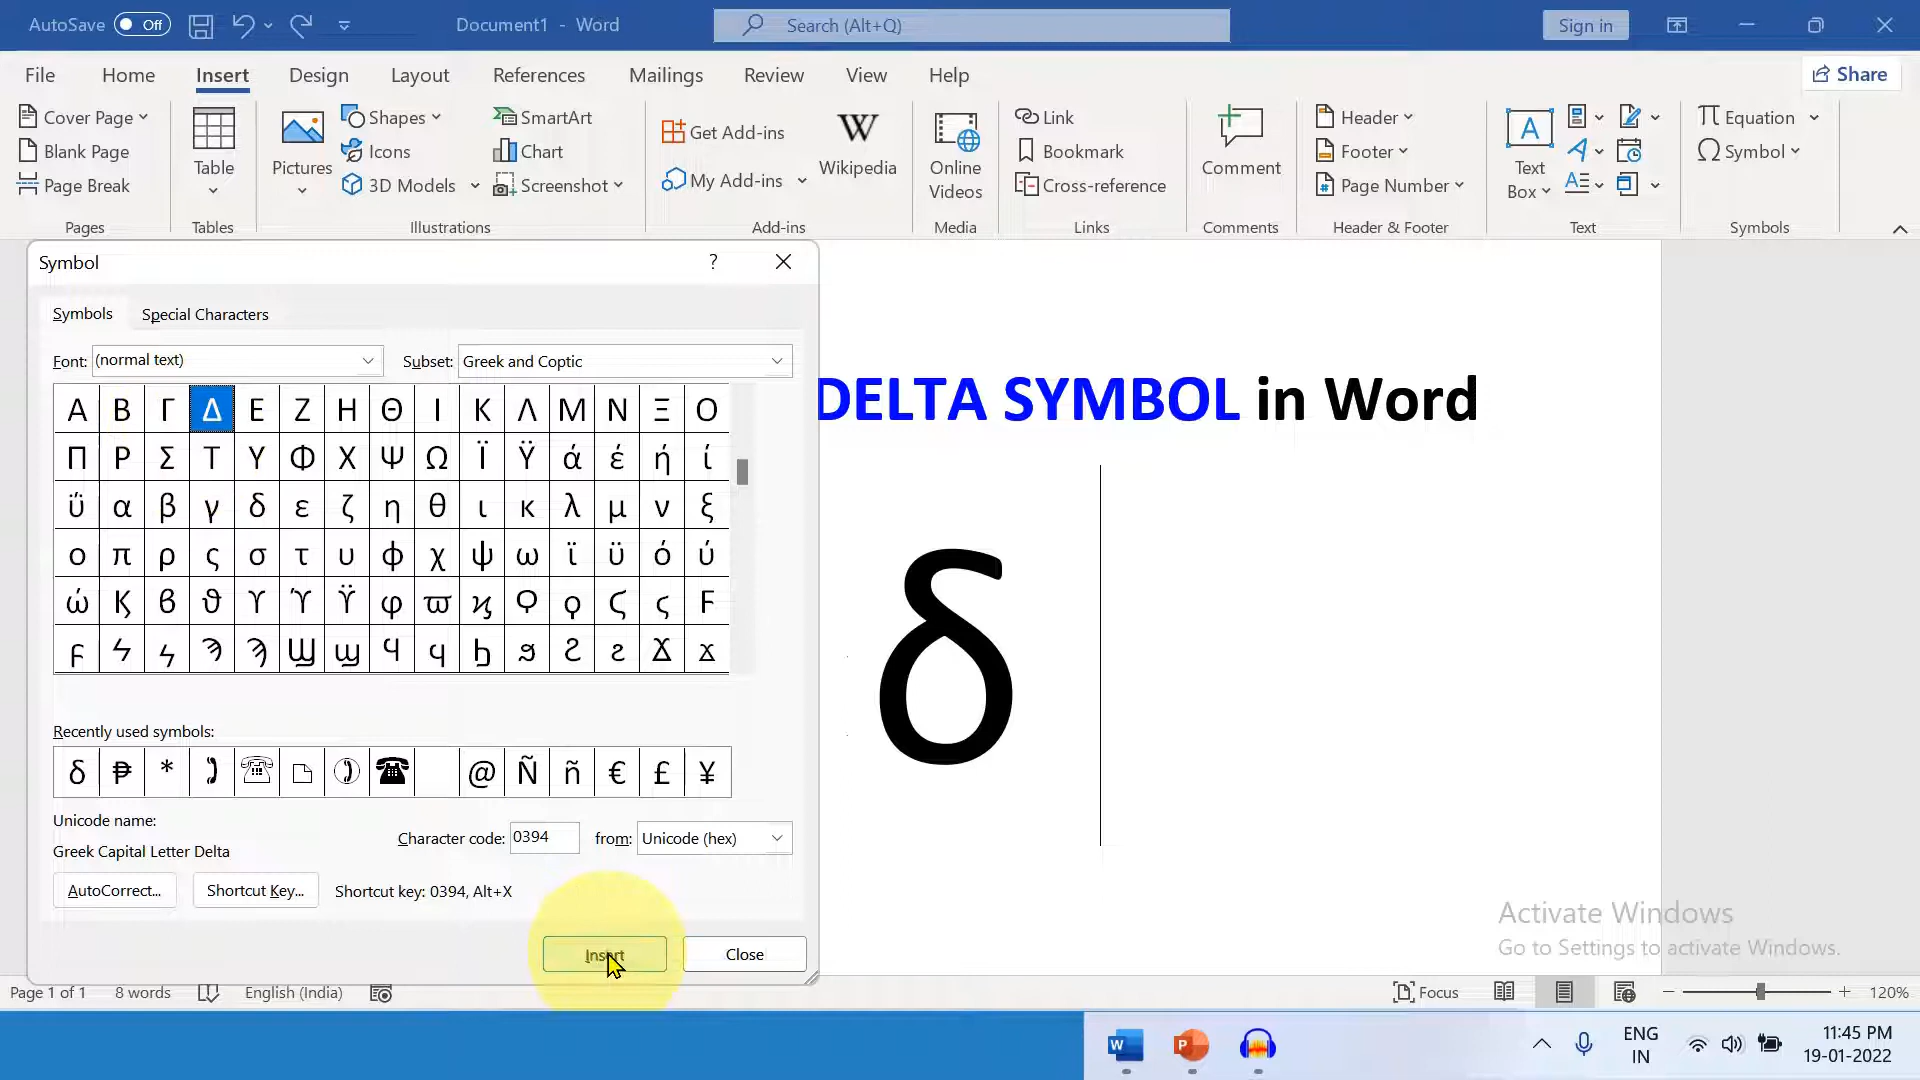 AutoSave Off Document1 - Word Search (Alt+Q) Sign in
File Home Insert Design Layout References Mailings Review View Help Share
Cover Page
Blank Page
Page Break
Pages
Table
Tables
Pictures
Shapes
Icons
3D Models
SmartArt
Chart
Screenshot
Illustrations
Get Add-ins
My Add-ins
W
Wikipedia
Add-ins
Online
Videos
Media
Link
Bookmark
Cross-reference
Links
Comment
Comments
Header
Footer
Page Number
Header & Footer
A
Text
Box
Text
π Equation
Ω Symbol
Symbols
Symbol ? ×
Symbols Special Characters
Font: (normal text) Subset: Greek and Coptic
Α Β Γ Δ Ε Ζ Η Θ Ι Κ Λ Μ Ν Ξ Ο
Π Ρ Σ Τ Υ Φ Χ Ψ Ω Ϊ Ϋ ά έ ή ί
ΰ α β γ δ ε ζ η θ ι κ λ μ ν ξ
ο π ρ ς σ τ υ φ χ ψ ω ϊ ϋ ό ύ
ώ Ϗ ϐ ϑ ϒ ϓ ϔ ϕ ϖ ϗ Ϙ ϙ Ϛ ϛ Ϝ
ϝ Ϟ ϟ Ϡ ϡ Ϣ ϣ Ϥ ϥ Ϧ ϧ Ϩ ϩ Ϫ ϫ
Recently used symbols:
δ ₱ * ✆ ☏ 🗋 ✆ ☎ @ Ñ ñ € £ ¥
Unicode name:
Greek Capital Letter Delta
Character code: 0394 from: Unicode (hex)
AutoCorrect... Shortcut Key... Shortcut key: 0394, Alt+X
Insert Close
DELTA SYMBOL in Word
δ
Activate Windows
Go to Settings to activate Windows.
Page 1 of 1 8 words English (India) Focus 120%
W P ENG
IN
11:45 PM
19-01-2022